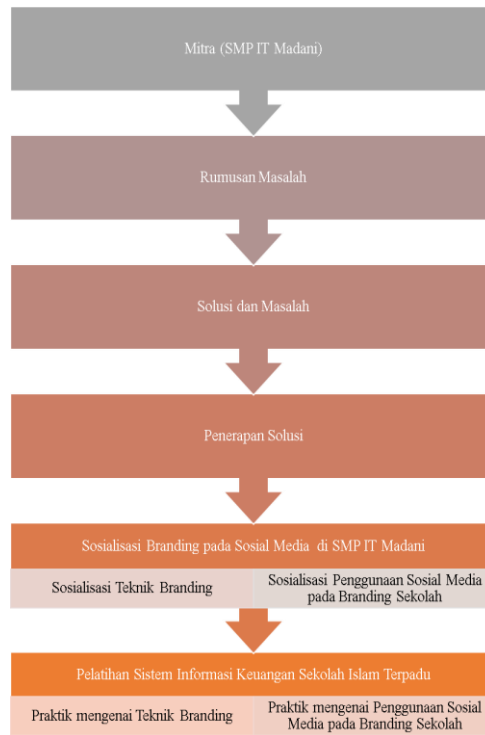 Mitra (SMP IT Madani)
Rumusan Masalah
Solusi dan Masalah
Penerapan Solusi
Sosialisasi Branding pada Sosial Media di SMP IT Madani
Sosialisasi Teknik Branding
Sosialisasi Penggunaan Sosial Media
pada Branding Sekolah
Pelatihan Sistem Informasi Keuangan Sekolah Islam Terpadu
Praktik mengenai Teknik Branding
Praktik mengenai Penggunaan Sosial
Media pada Branding Sekolah